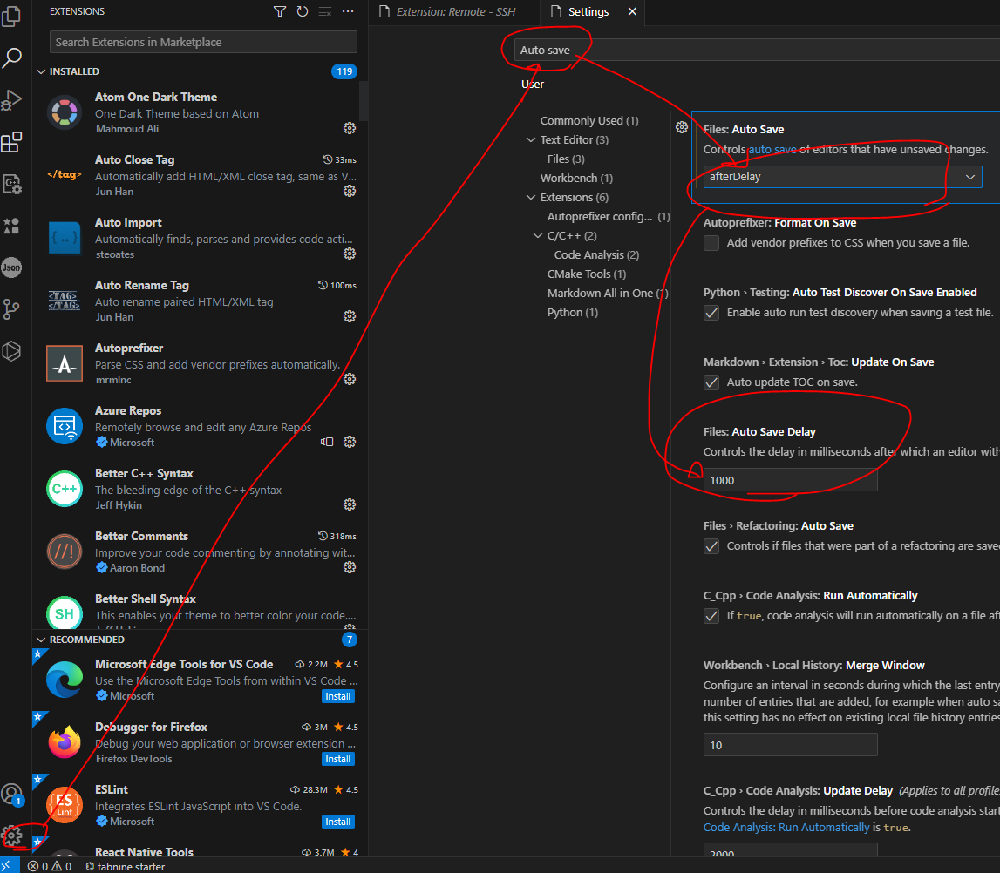 EXTENSIONS
Search Extensions in Marketplace
INSTALLED 119
Atom One Dark Theme
One Dark Theme based on Atom
Mahmoud Ali
Auto Close Tag 33ms
Automatically add HTML/XML close tag, same as V...
Jun Han
Auto Import
Automatically finds, parses and provides code acti...
steoates
Auto Rename Tag 100ms
Auto rename paired HTML/XML tag
Jun Han
Autoprefixer
Parse CSS and add vendor prefixes automatically.
mrmlnc
Azure Repos
Remotely browse and edit any Azure Repos
Microsoft
Better C++ Syntax
The bleeding edge of the C++ syntax
Jeff Hykin
Better Comments 318ms
Improve your code commenting by annotating wit...
Aaron Bond
Better Shell Syntax
This enables your theme to better color your code....
RECOMMENDED 7
Microsoft Edge Tools for VS Code 2.2M 4.5
Use the Microsoft Edge Tools from within VS Code ...
Microsoft Install
Debugger for Firefox 3M 4.5
Debug your web application or browser extension ...
Firefox DevTools Install
ESLint 28.3M 4.5
Integrates ESLint JavaScript into VS Code.
Microsoft Install
React Native Tools 3.7M 4
Extension: Remote - SSH
Settings
Auto save
User
Commonly Used (1)
Text Editor (3)
Files (3)
Workbench (1)
Extensions (6)
Autoprefixer config... (1)
C/C++ (2)
Code Analysis (2)
CMake Tools (1)
Markdown All in One (1)
Python (1)
Files: Auto Save
Controls auto save of editors that have unsaved changes.
afterDelay
Autoprefixer: Format On Save
Add vendor prefixes to CSS when you save a file.
Python › Testing: Auto Test Discover On Save Enabled
Enable auto run test discovery when saving a test file.
Markdown › Extension › Toc: Update On Save
Auto update TOC on save.
Files: Auto Save Delay
Controls the delay in milliseconds after which an editor with
1000
Files › Refactoring: Auto Save
Controls if files that were part of a refactoring are saved
C_Cpp › Code Analysis: Run Automatically
If true, code analysis will run automatically on a file aft
Workbench › Local History: Merge Window
Configure an interval in seconds during which the last entry
number of entries that are added, for example when auto sa
this setting has no effect on existing local file history entries
10
C_Cpp › Code Analysis: Update Delay (Applies to all profile
Controls the delay in milliseconds before code analysis start
Code Analysis: Run Automatically is true.
2000
Json
1
0 0 tabnine starter